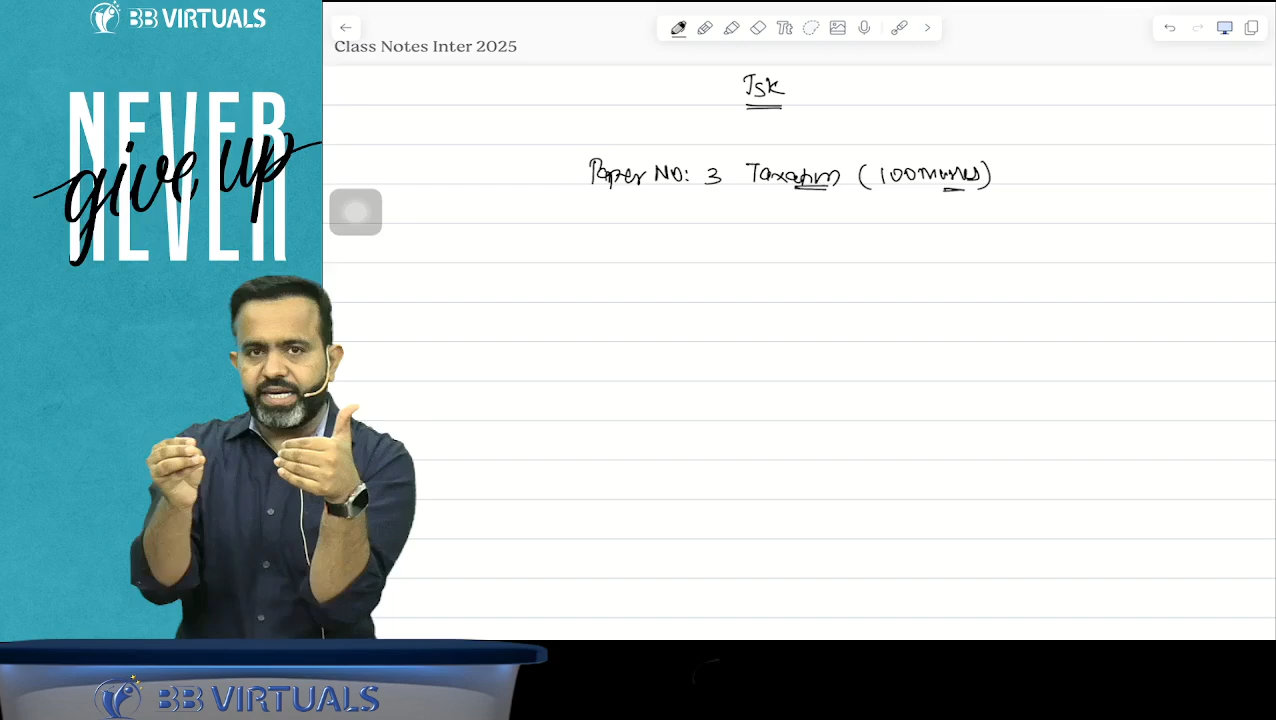 BB VIRTUALS
NEVER
give up
NEVER
Class Notes Inter 2025
Jsk
Paper No: 3 Taxation (100 Marks)
BB VIRTUALS